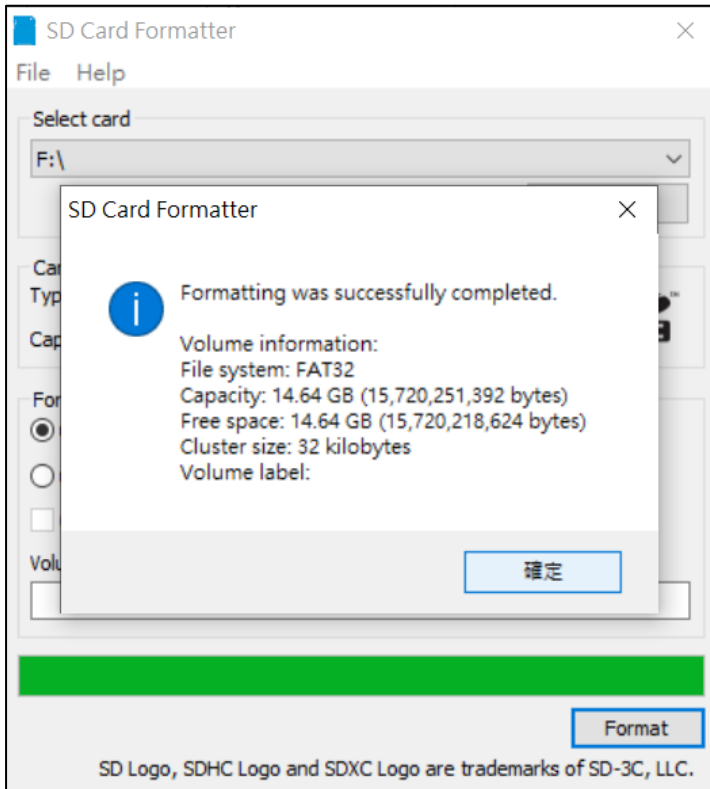 SD Card Formatter
File Help
Select card
F:\
SD Card Formatter
Formatting was successfully completed.
Volume information:
File system: FAT32
Capacity: 14.64 GB (15,720,251,392 bytes)
Free space: 14.64 GB (15,720,218,624 bytes)
Cluster size: 32 kilobytes
Volume label:
確定
Format
SD Logo, SDHC Logo and SDXC Logo are trademarks of SD-3C, LLC.